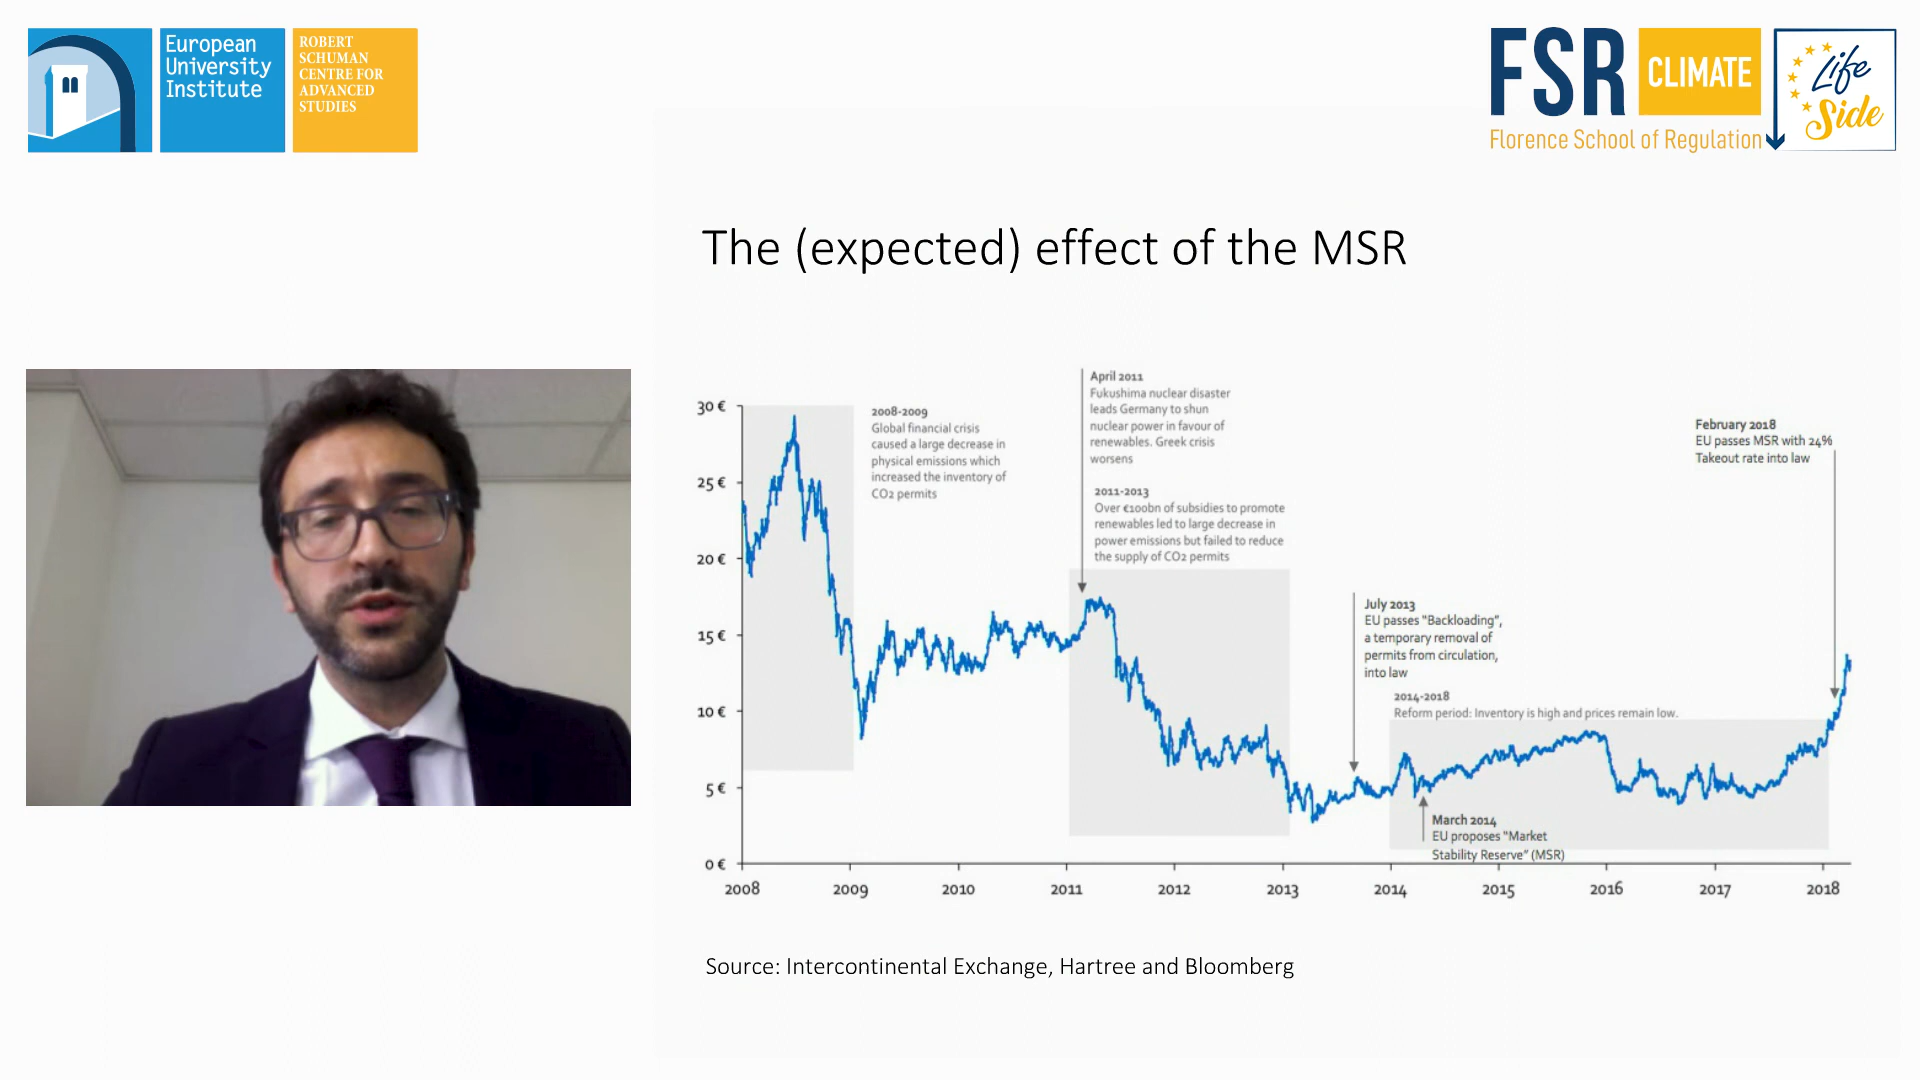 European
University
Institute
ROBERT
SCHUMAN
CENTRE FOR
ADVANCED
STUDIES
FSR
CLIMATE
Florence School of Regulation
Life
Side
The (expected) effect of the MSR
30 €
25 €
20 €
15 €
10 €
5 €
0 €
2008-2009
Global financial crisis
caused a large decrease in
physical emissions which
increased the inventory of
CO2 permits
April 2011
Fukushima nuclear disaster
leads Germany to shun
nuclear power in favour of
renewables. Greek crisis
worsens
2011-2013
Over €100bn of subsidies to promote
renewables led to large decrease in
power emissions but failed to reduce
the supply of CO2 permits
July 2013
EU passes "Backloading",
a temporary removal of
permits from circulation,
into law
2014-2018
Reform period: Inventory is high and prices remain low.
March 2014
EU proposes "Market
Stability Reserve" (MSR)
February 2018
EU passes MSR with 24%
Takeout rate into law
2008 2009 2010 2011 2012 2013 2014 2015 2016 2017 2018
Source: Intercontinental Exchange, Hartree and Bloomberg